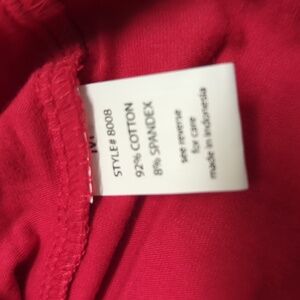 STYLE# 8008
92% COTTON
8% SPANDEX
see reverse
for care
made in Indonesia